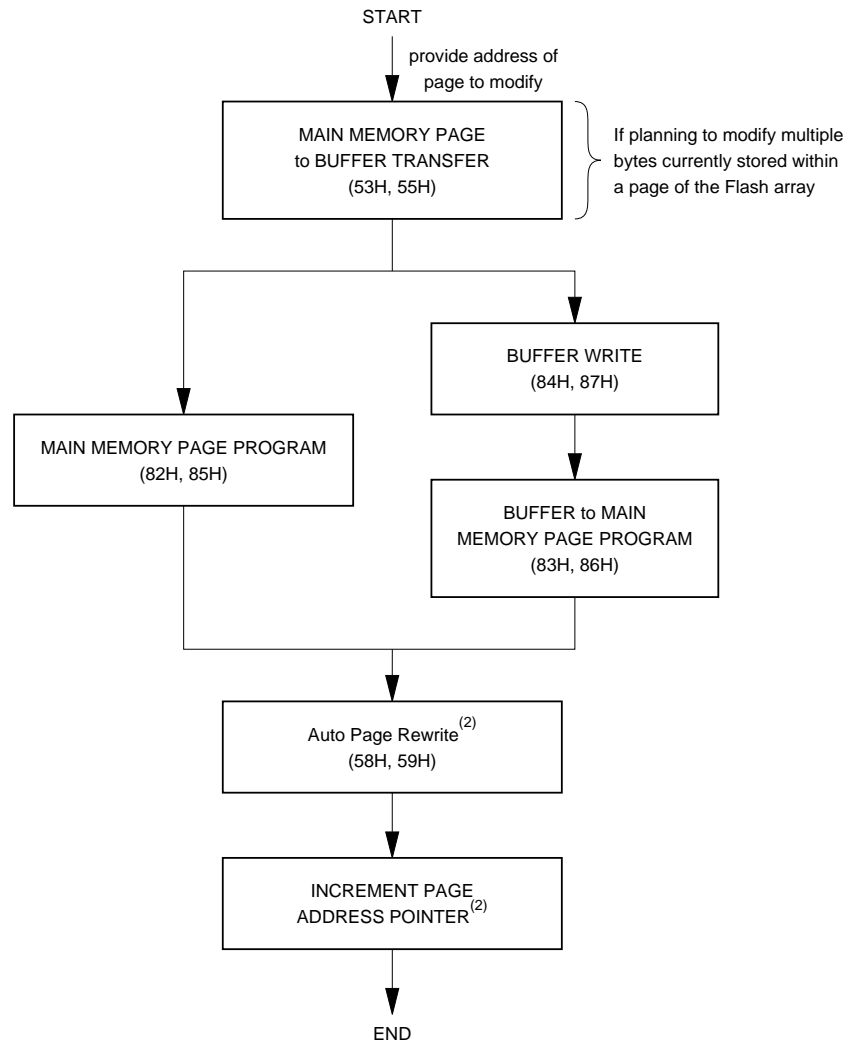 START
provide address of
page to modify
MAIN MEMORY PAGE
to BUFFER TRANSFER
(53H, 55H)
If planning to modify multiple
bytes currently stored within
a page of the Flash array
BUFFER WRITE
(84H, 87H)
MAIN MEMORY PAGE PROGRAM
(82H, 85H)
BUFFER to MAIN
MEMORY PAGE PROGRAM
(83H, 86H)
Auto Page Rewrite(2)
(58H, 59H)
INCREMENT PAGE
ADDRESS POINTER(2)
END